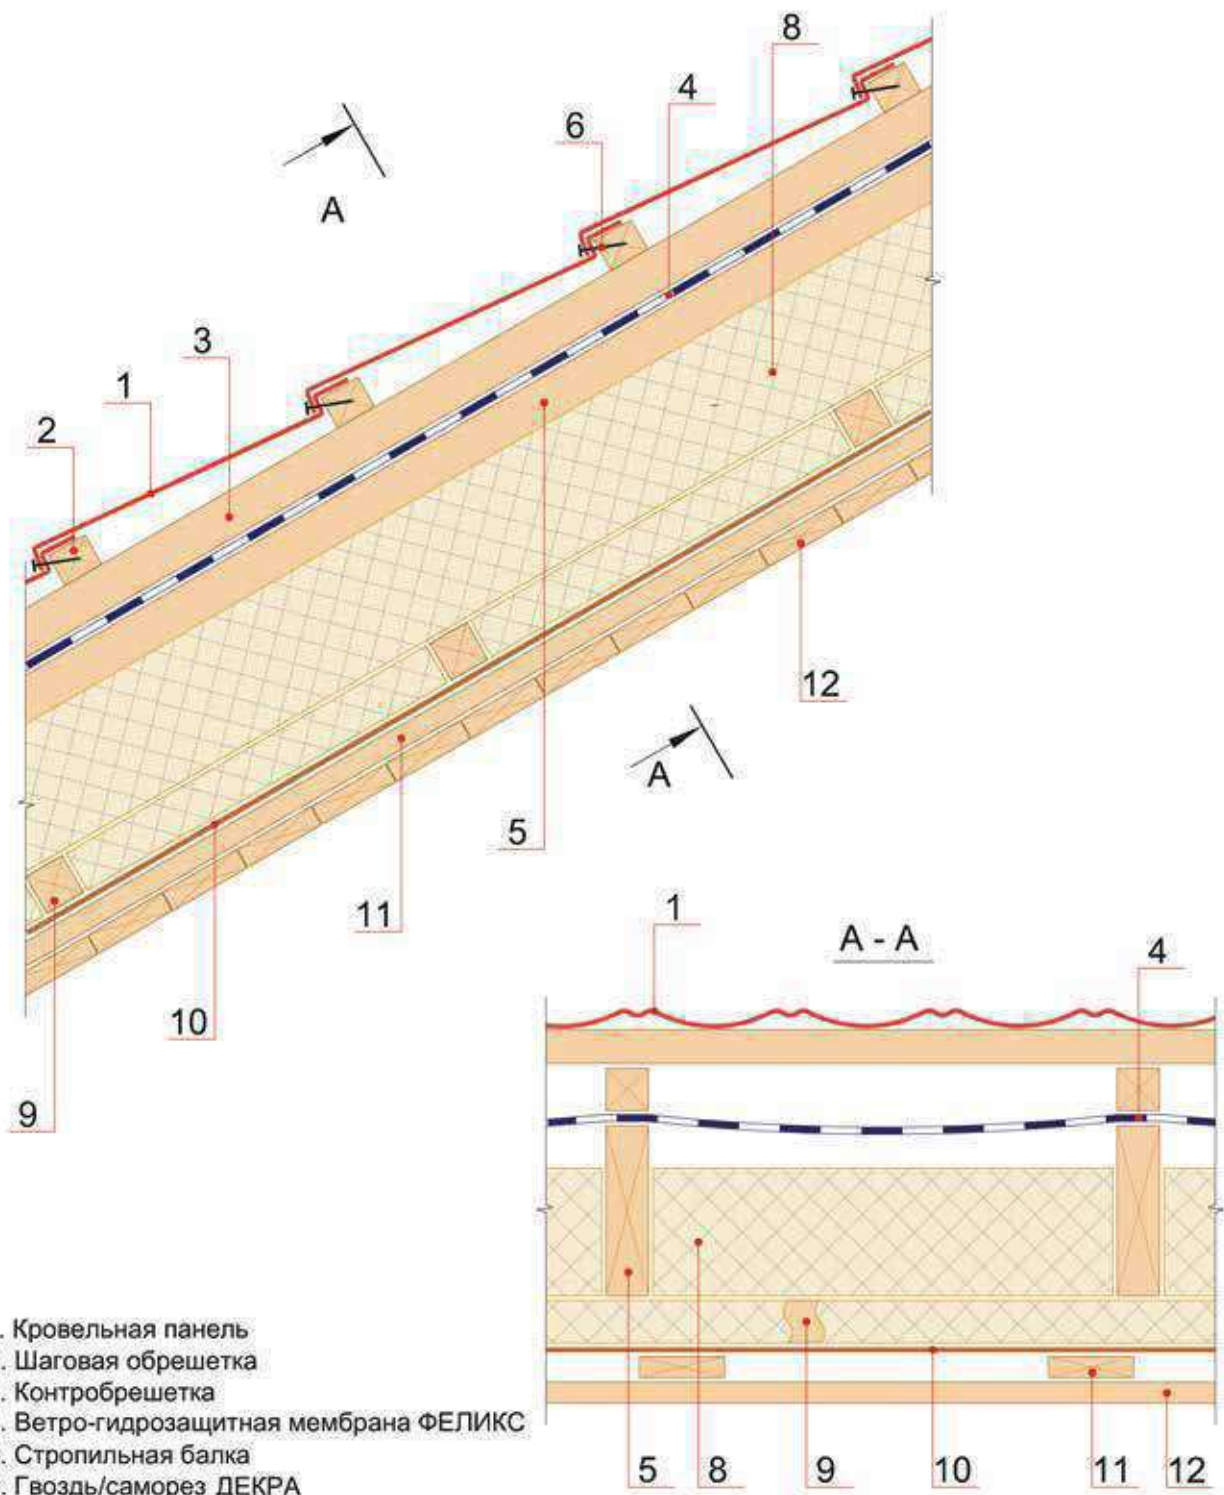 8
4
6
A
3
1
2
12
A
5
11
1
A - A
4
10
9
. Кровельная панель
. Шаговая обрешетка
. Контробрешетка
. Ветро-гидрозащитная мембрана ФЕЛИКС
. Стропильная балка
. Гвоздь/саморез ДЕКРА
5 8 9 10 11 12